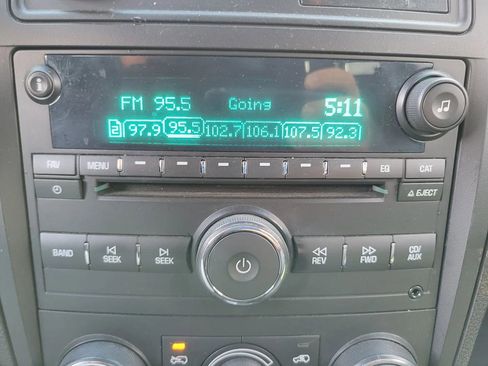 FM 95.5 Going 5:11
2 97.9 95.5 102.7 106.1 107.5 92.3
FAV MENU EQ CAT
EJECT
BAND SEEK SEEK REV FWD CD/
AUX